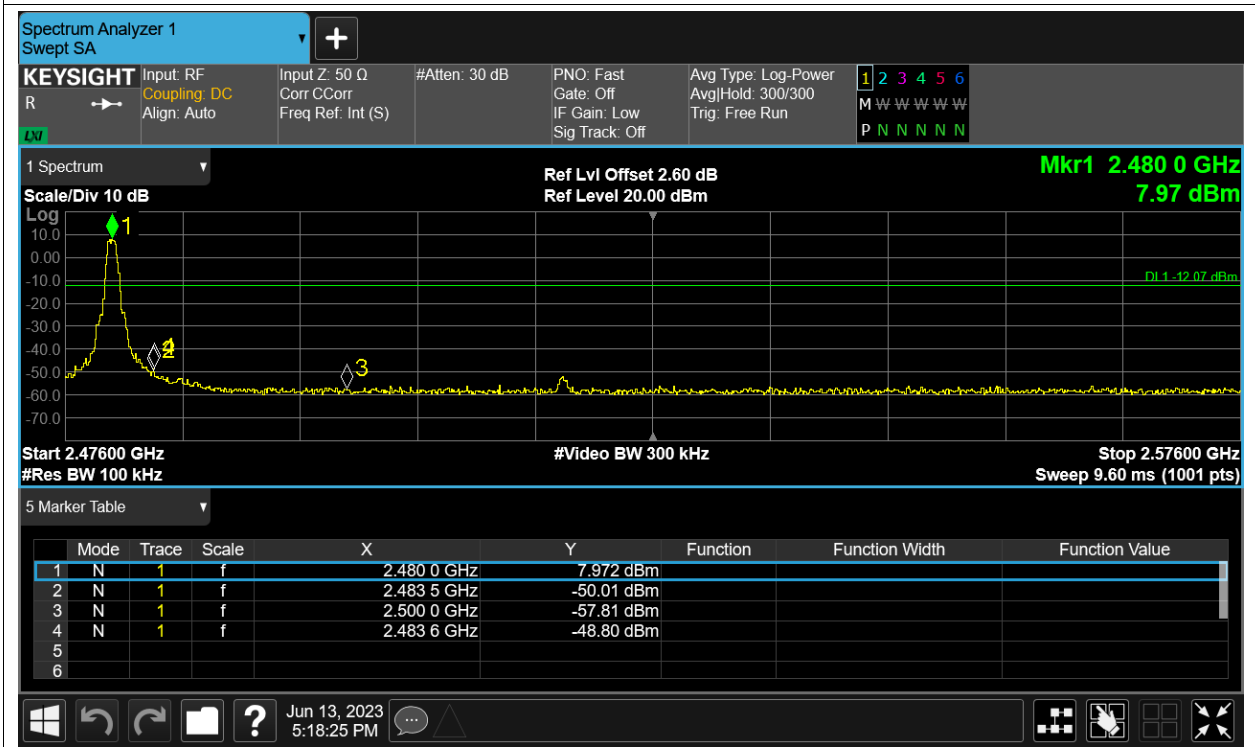 Spectrum Analyzer 1
Swept SA
KEYSIGHT Input: RF Input Z: 50 Ω #Atten: 30 dB PNO: Fast Avg Type: Log-Power 1 2 3 4 5 6
R Coupling: DC Corr CCorr Gate: Off Avg|Hold: 300/300 M W W W W W
Align: Auto Freq Ref: Int (S) IF Gain: Low Trig: Free Run
LXI Sig Track: Off P N N N N N
1 Spectrum Ref Lvl Offset 2.60 dB Mkr1 2.480 0 GHz
Scale/Div 10 dB Ref Level 20.00 dBm 7.97 dBm
Log
1
10.0
0.00
-10.0 DL1 -12.07 dBm
-20.0
-30.0
-40.0
-50.0 3
-60.0
-70.0
Start 2.47600 GHz #Video BW 300 kHz Stop 2.57600 GHz
#Res BW 100 kHz Sweep 9.60 ms (1001 pts)
5 Marker Table
Mode Trace Scale X Y Function Function Width Function Value
1 N 1 f 2.480 0 GHz 7.972 dBm
2 N 1 f 2.483 5 GHz -50.01 dBm
3 N 1 f 2.500 0 GHz -57.81 dBm
4 N 1 f 2.483 6 GHz -48.80 dBm
5
6
? Jun 13, 2023
5:18:25 PM